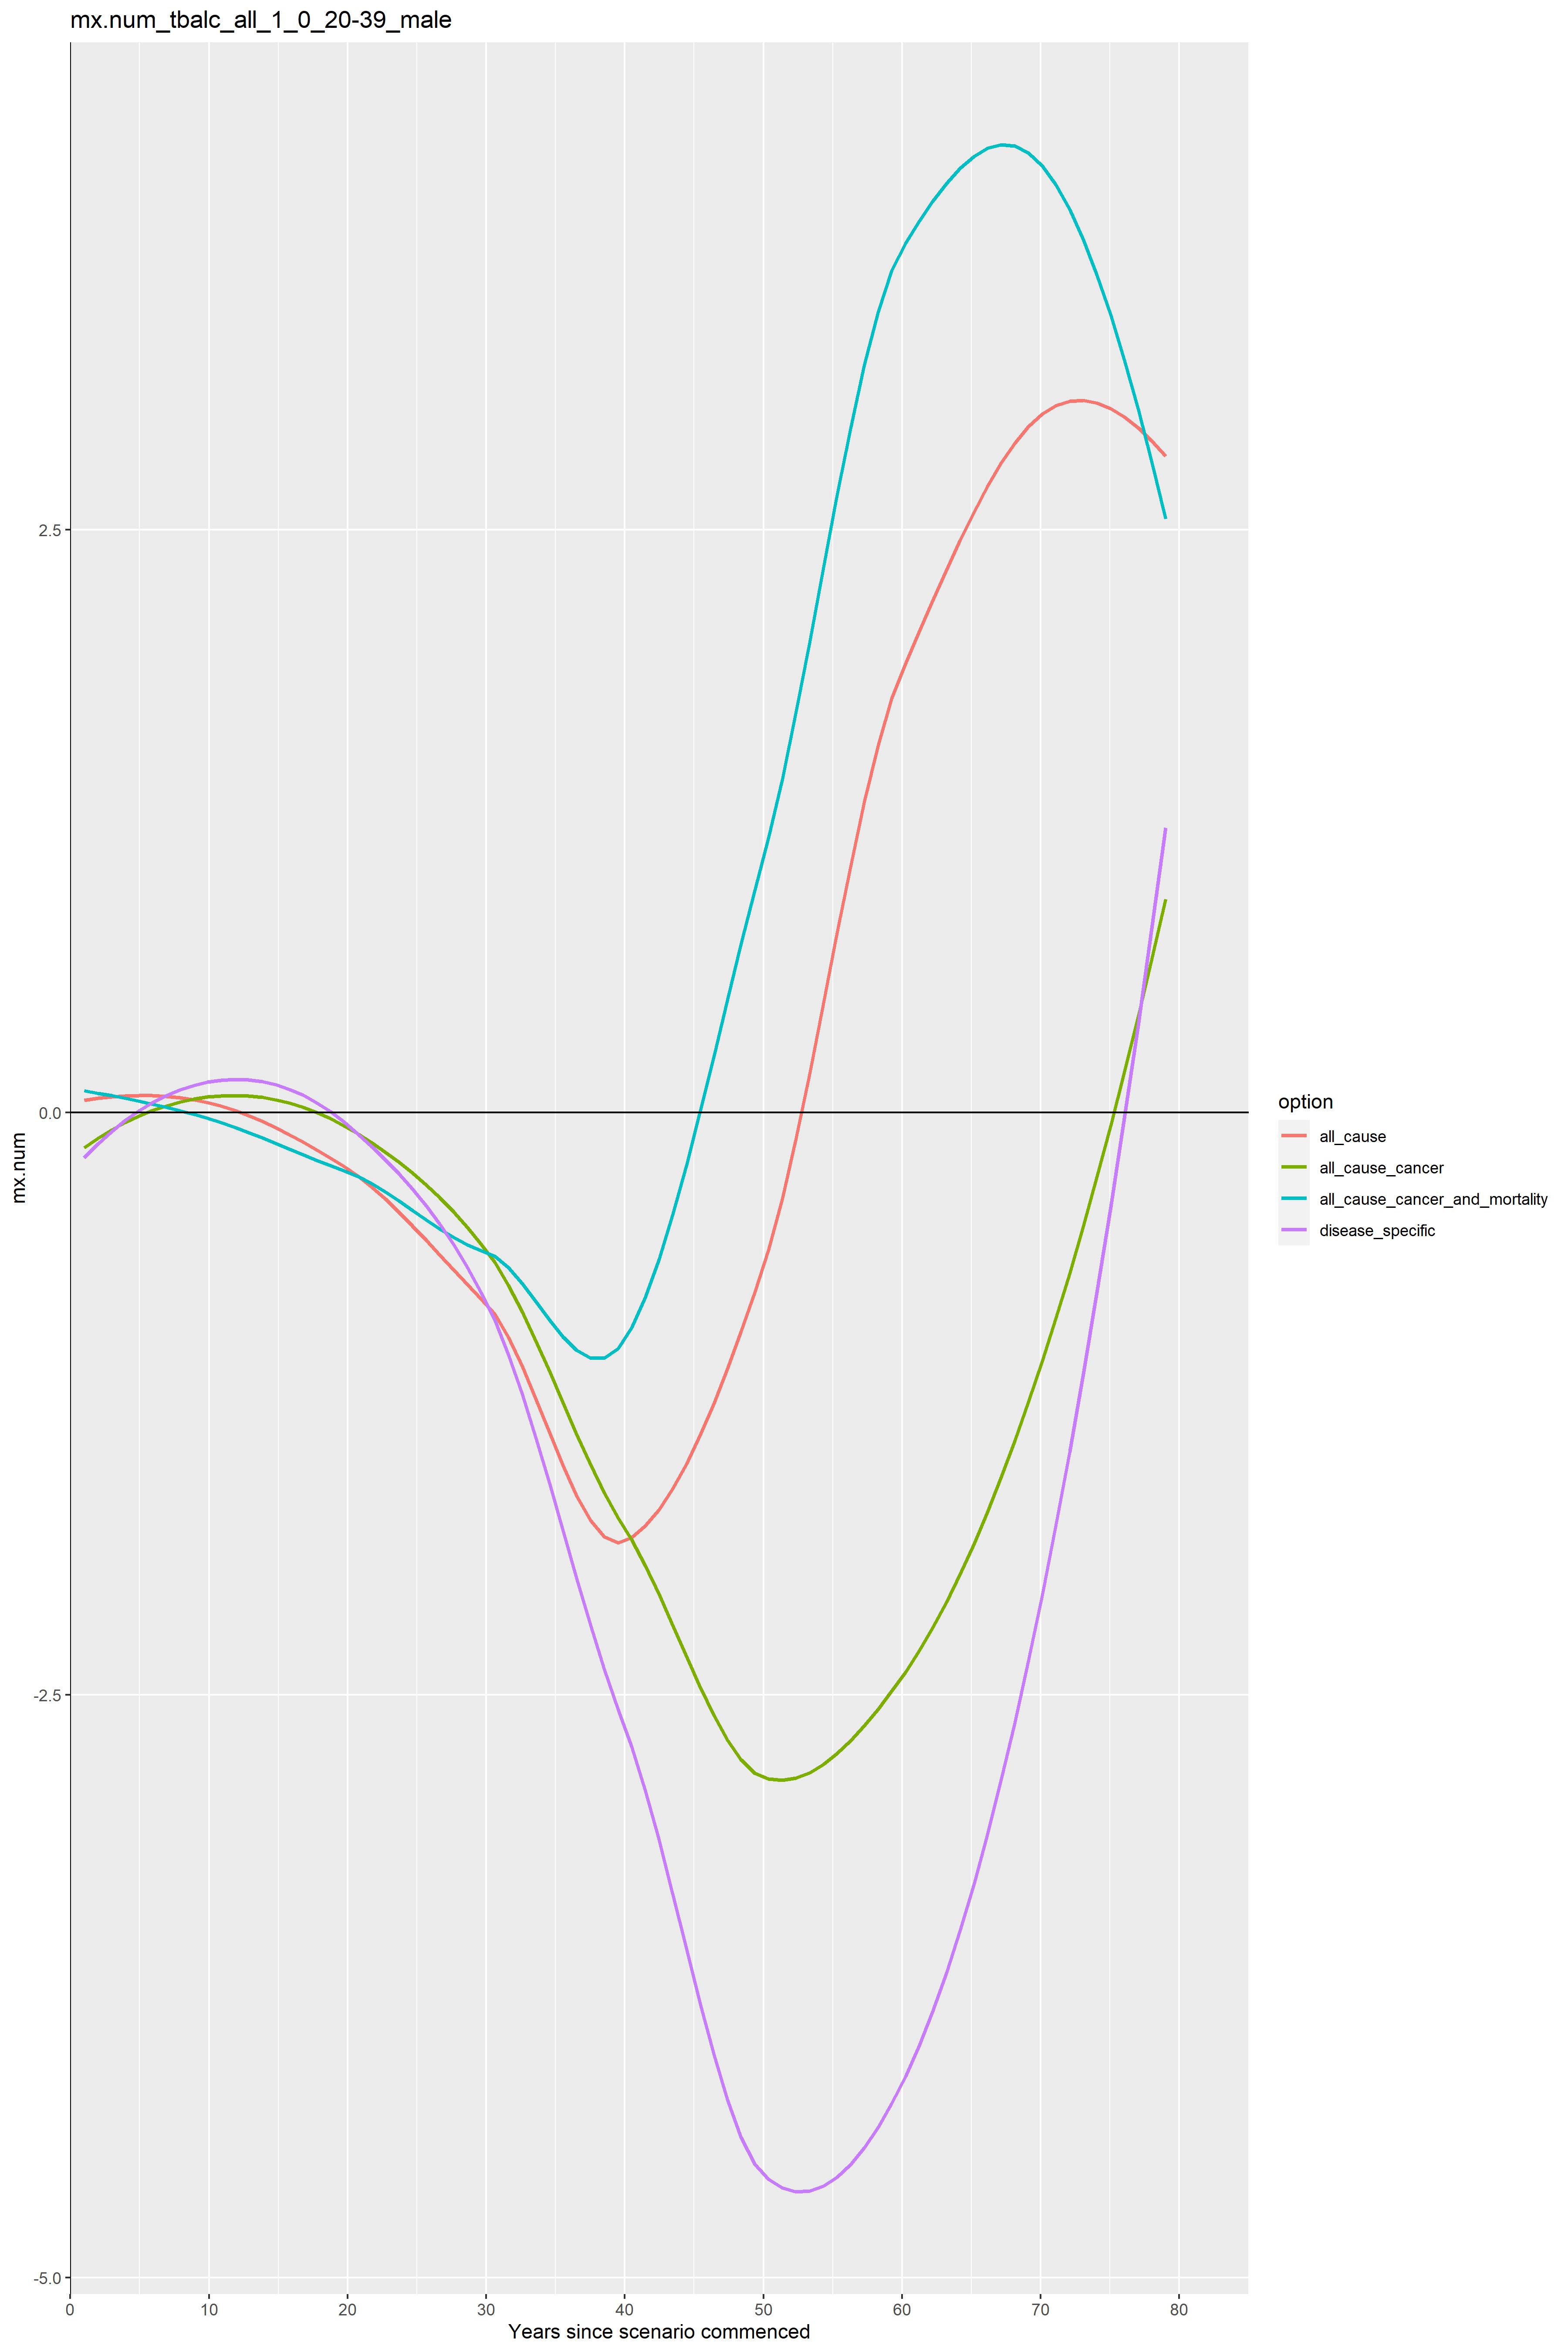 mx.num_tbalc_all_1_0_20-39_male
mx.num
2.5
0.0
-2.5
-5.0
0 10 20 30 40 50 60 70 80
Years since scenario commenced
option
all_cause
all_cause_cancer
all_cause_cancer_and_mortality
disease_specific